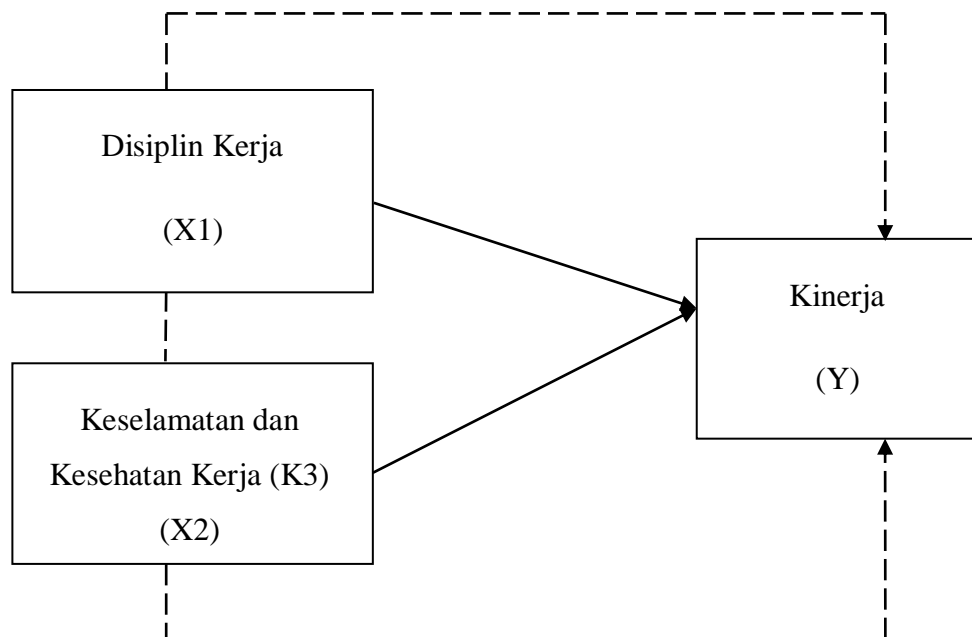 Disiplin Kerja
(X1)
Keselamatan dan
Kesehatan Kerja (K3)
(X2)
Kinerja
(Y)